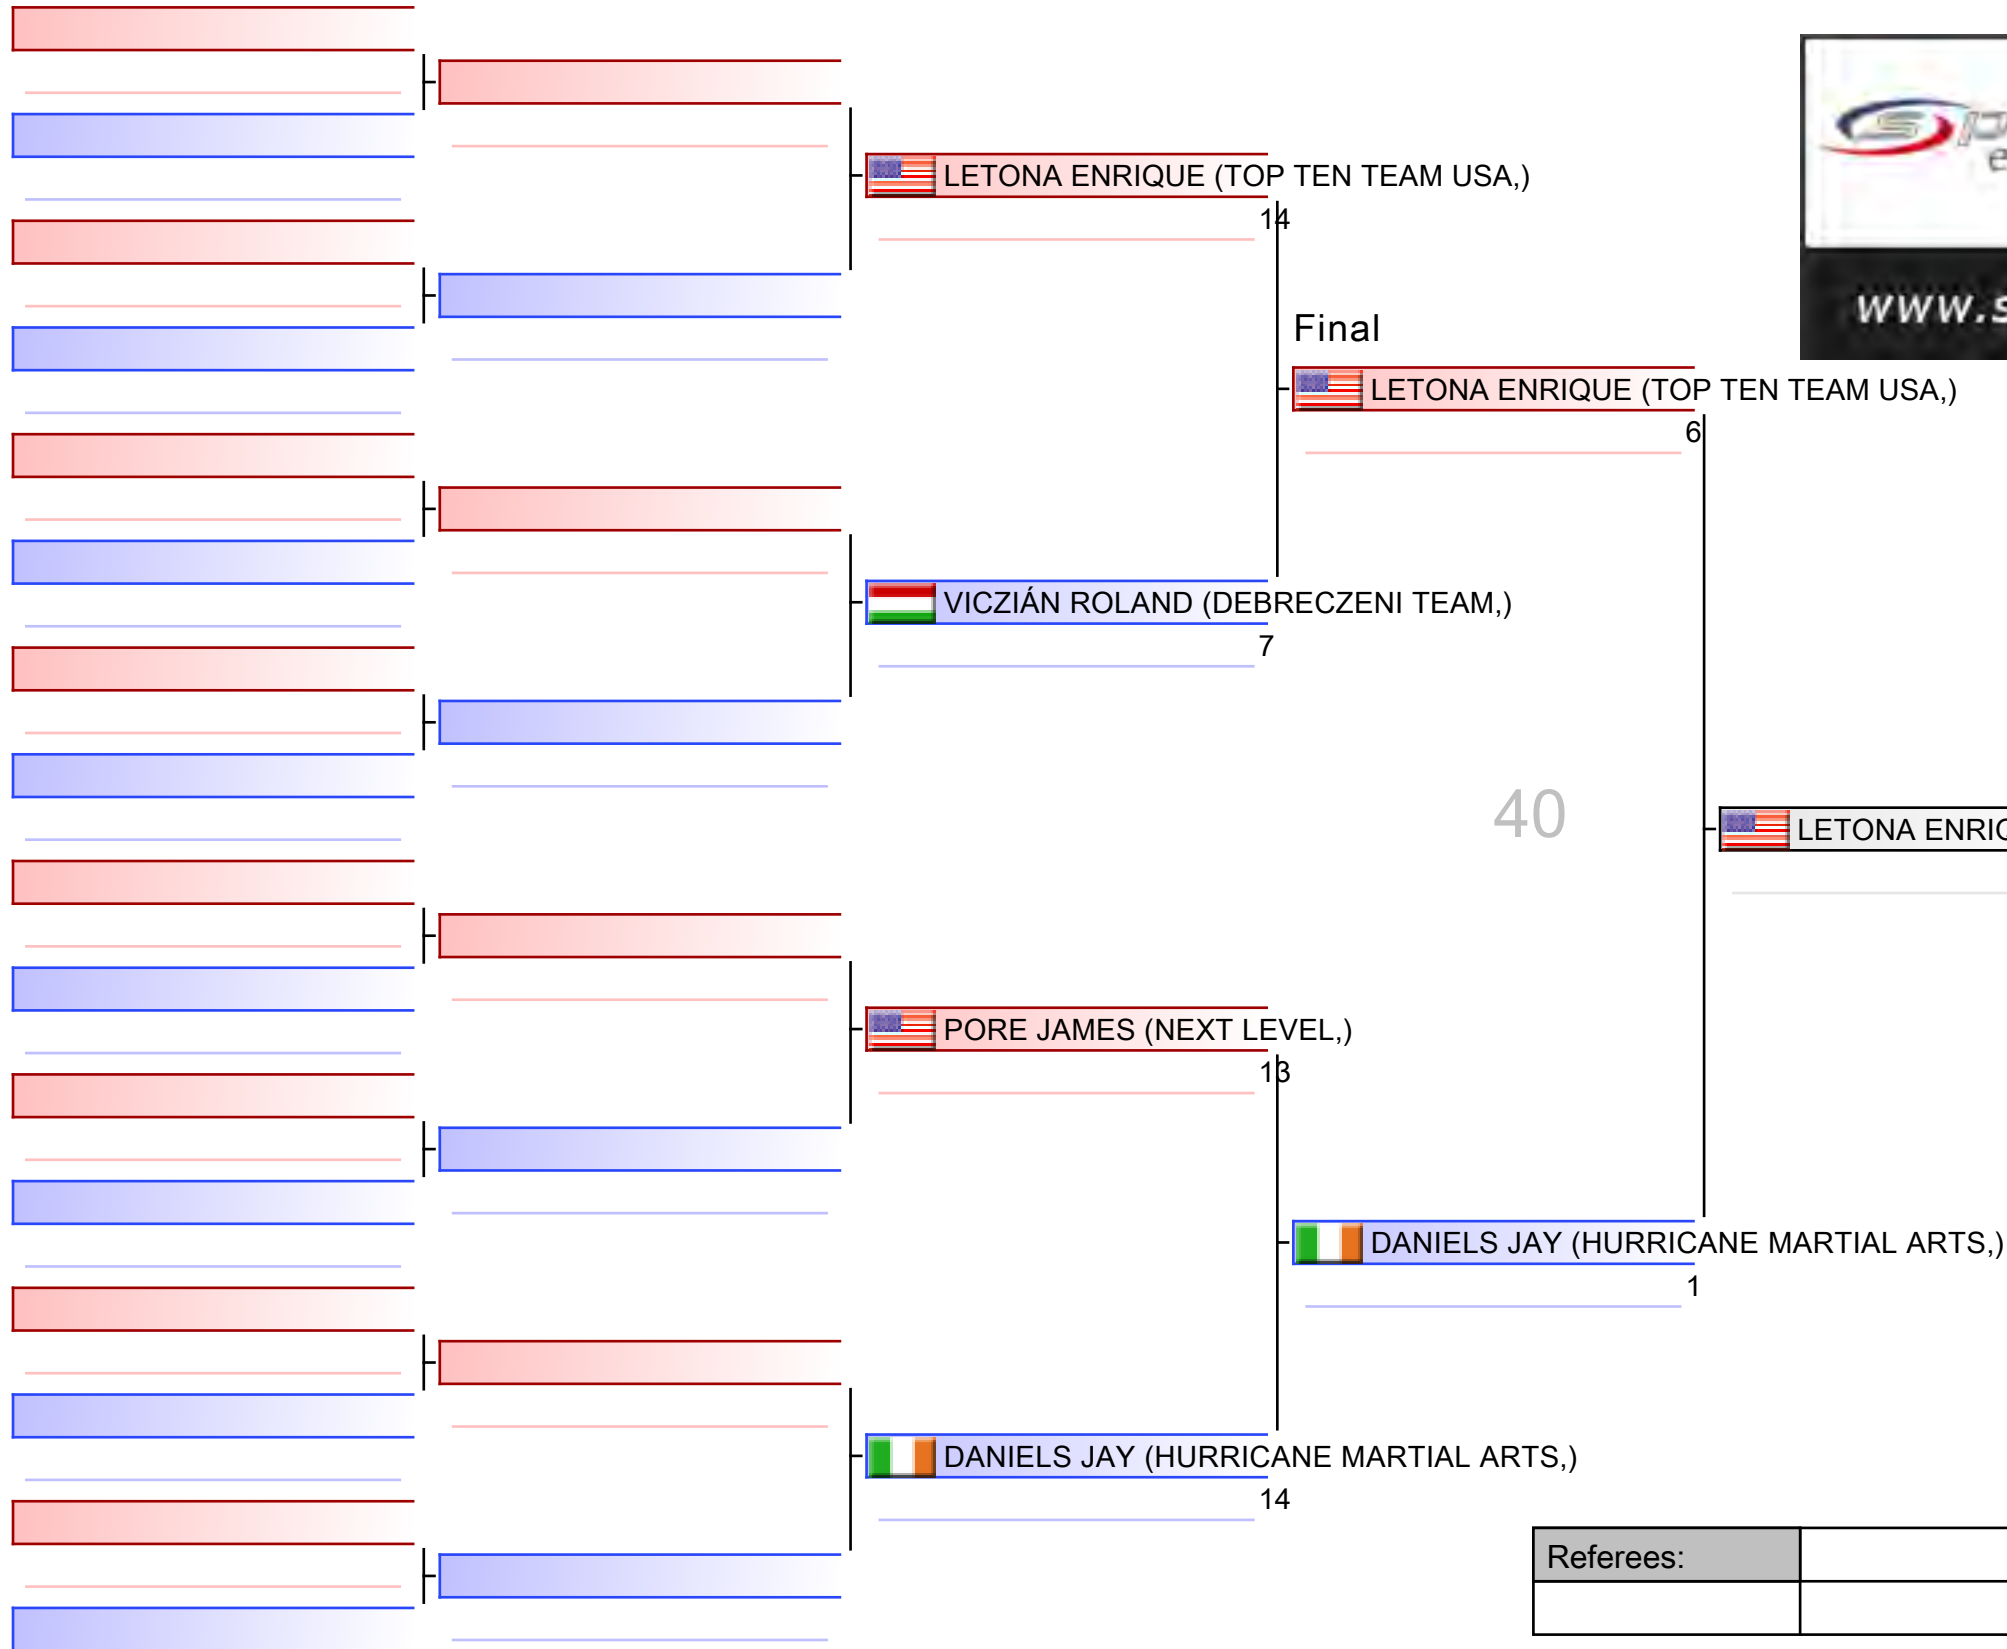 LETONA ENRIQUE (TOP TEN TEAM USA,)
14
Final
LETONA ENRIQUE (TOP TEN TEAM USA,)
6
VICZIÁN ROLAND (DEBRECZENI TEAM,)
7
40
LETONA
PORE JAMES (NEXT LEVEL,)
13
DANIELS JAY (HURRICANE MARTIAL ARTS,)
1
DANIELS JAY (HURRICANE MARTIAL ARTS,)
14
Referees: